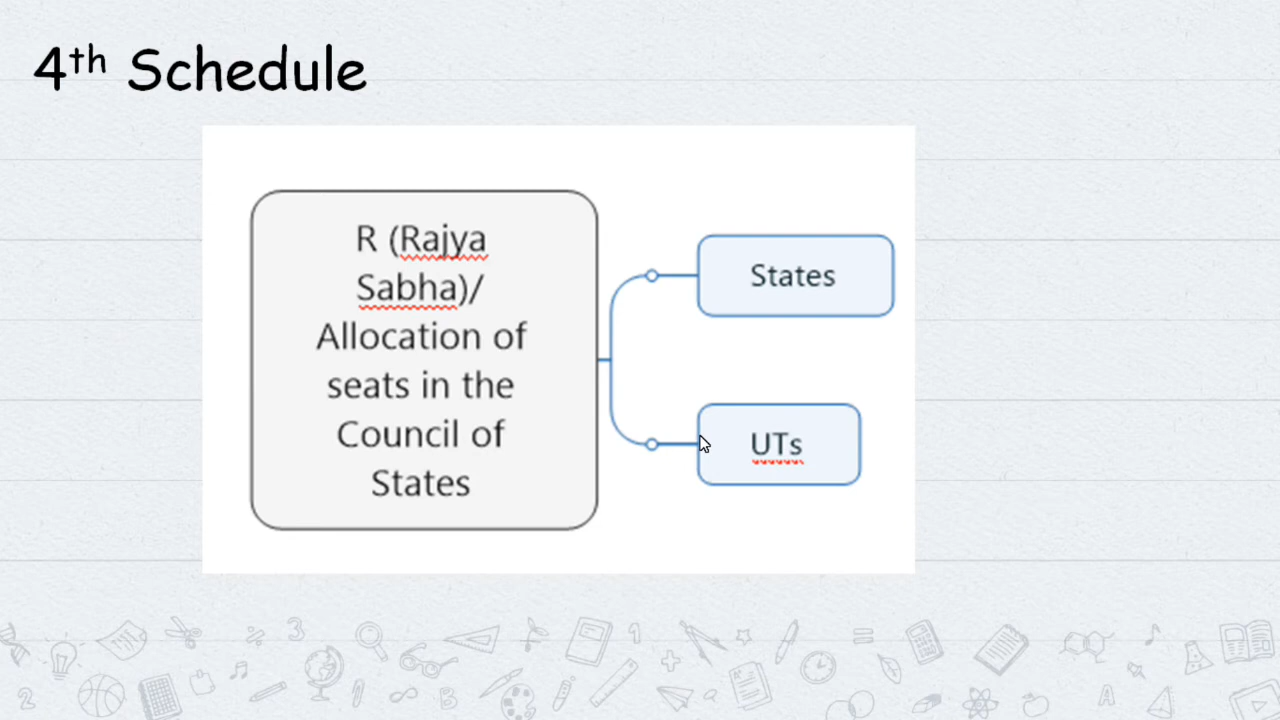 4th Schedule
R (Rajya
Sabha)/
Allocation of
seats in the
Council of
States
States
UTs